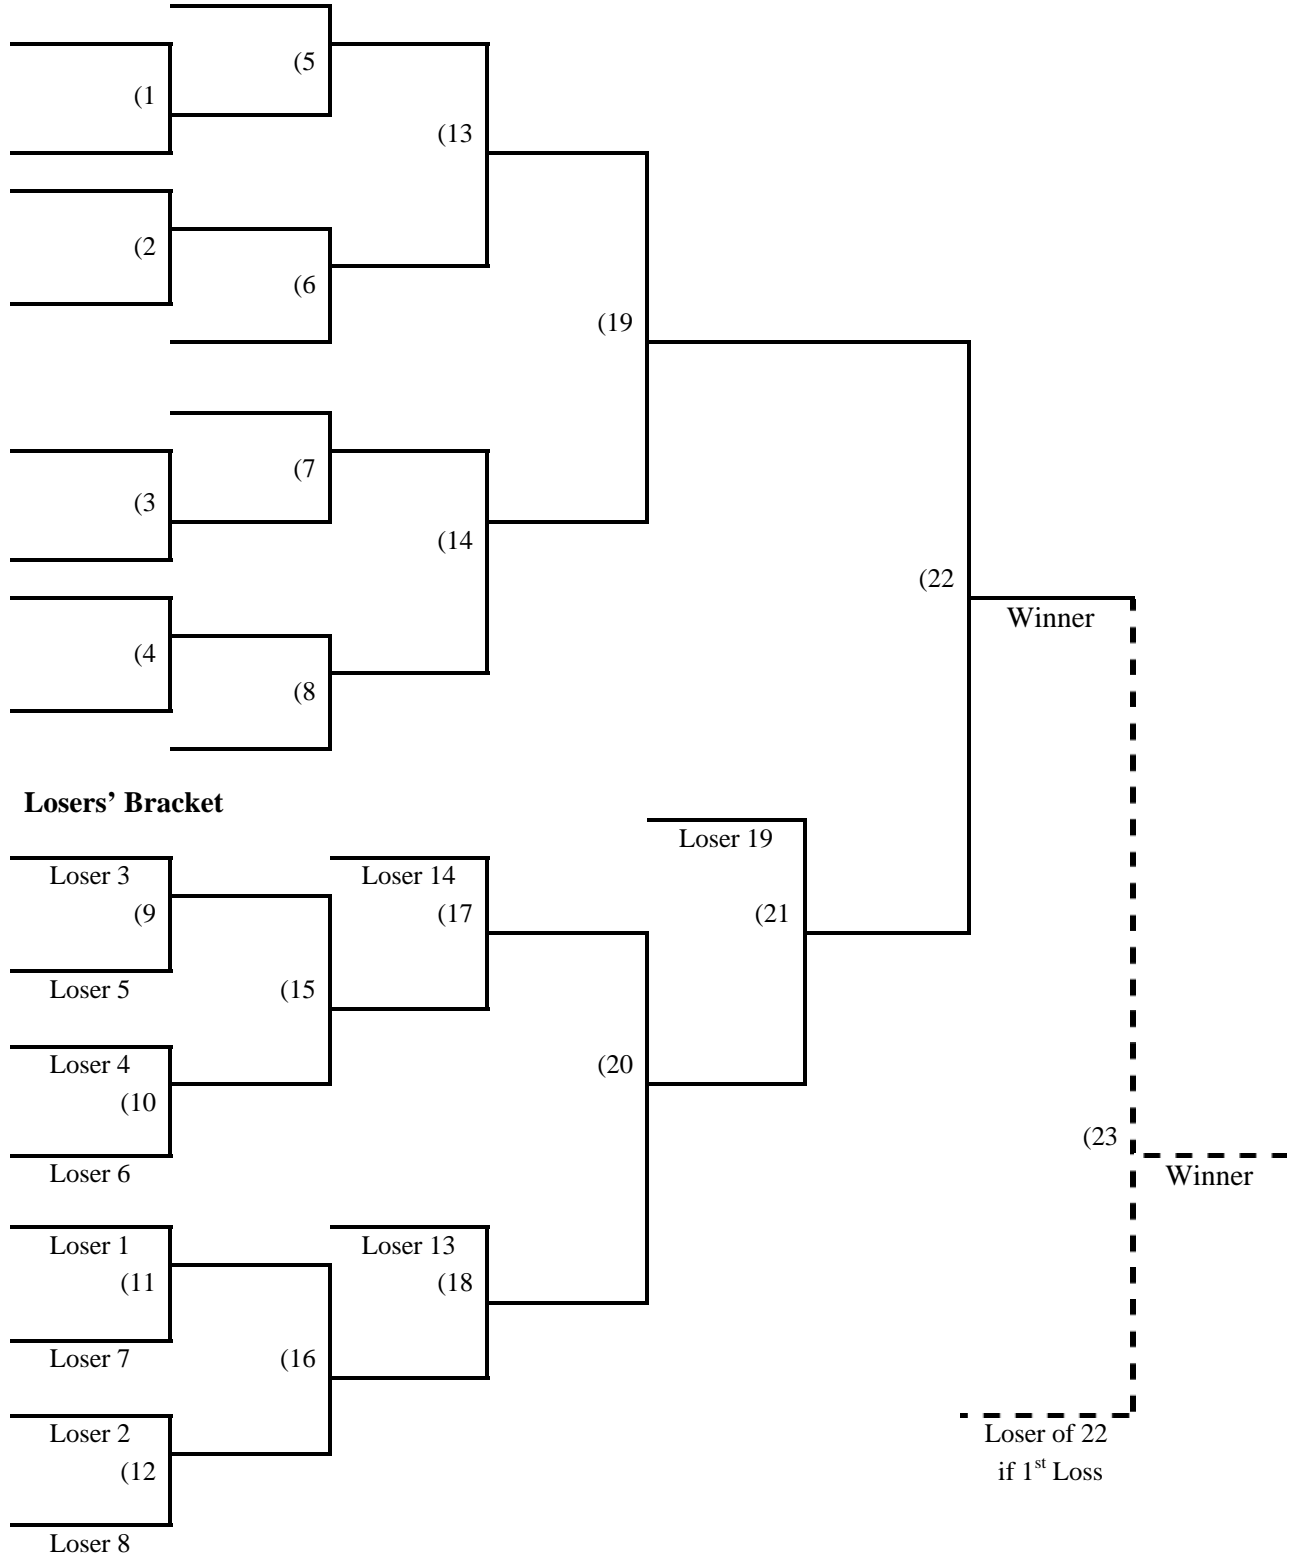 (5
(1
(13
(2
(6
(19
(7
(3
(14
(22
Winner
(4
(8
Losers’ Bracket
Loser 19
Loser 3
Loser 14
(9
(17
(21
Loser 5
(15
Loser 4
(20
(10
(23
Loser 6
Winner
Loser 1
Loser 13
(11
(18
Loser 7
(16
Loser 2
Loser of 22
(12
if 1st Loss
Loser 8